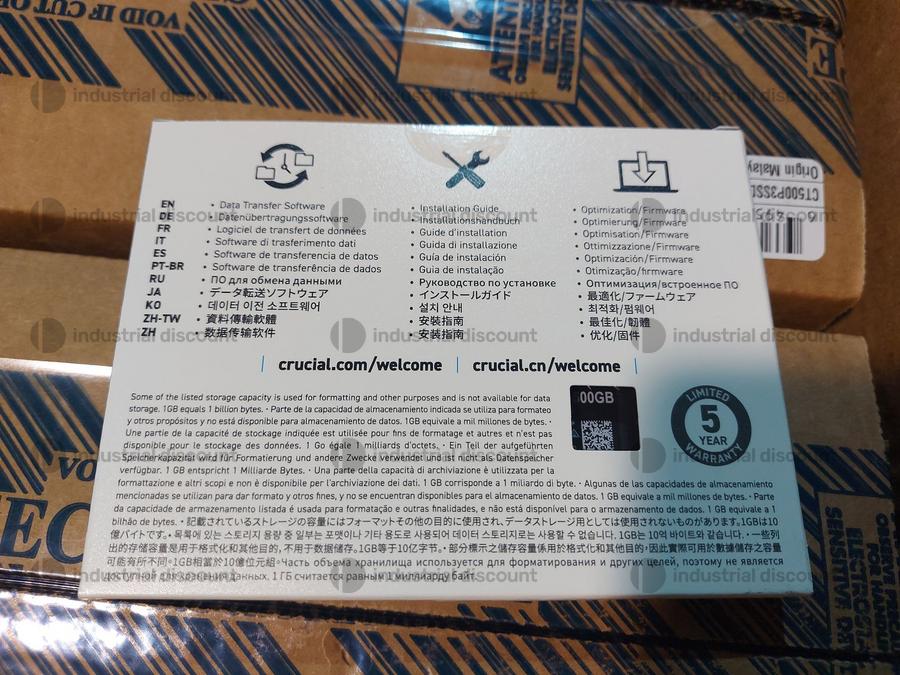 VOID IF CUT O
ATTEN
SENSITIVE DE
industrial discount
Origin Malay
CT500P3SSD
EN • Data Transfer Software • Installation Guide • Optimization/Firmware
DE • Datenübertragungssoftware • Installationshandbuch • Optimierung/Firmware
FR • Logiciel de transfert de données • Guide d'installation • Optimisation/Firmware
IT • Software di trasferimento dati • Guida di installazione • Ottimizzazione/Firmware
ES • Software de transferencia de datos • Guía de instalación • Optimización/Firmware
PT-BR • Software de transferência de dados • Guia de instalação • Otimização/firmware
RU • ПО для обмена данными • Руководство по установке • Оптимизация/встроенное ПО
JA • データ転送ソフトウェア • インストールガイド • 最適化/ファームウェア
KO • 데이터 이전 소프트웨어 • 설치 안내 • 최적화/펌웨어
ZH-TW • 資料傳輸軟體 • 安裝指南 • 最佳化/韌體
ZH • 数据传输软件 • 安装指南 • 优化/固件
crucial.com/welcome | crucial.cn/welcome
Some of the listed storage capacity is used for formatting and other purposes and is not available for data
storage. 1GB equals 1 billion bytes. • Parte de la capacidad de almacenamiento indicada se utiliza para formateo
y otros propósitos y no está disponible para almacenamiento de datos. 1GB equivale a mil millones de bytes. •
Une partie de la capacité de stockage indiquée est utilisée pour fins de formatage et autres et n'est pas
disponible pour le stockage des données. 1 Go égale 1 milliards d'octets. • Ein Teil der aufgeführten
Speicherkapazität wird für Formatierung und andere Zwecke verwendet und ist nicht als Datenspeicher
verfügbar. 1 GB entspricht 1 Milliarde Bytes. • Una parte della capacità di archiviazione è utilizzata per la
formattazione e altri scopi e non è disponibile per l'archiviazione dei dati. 1 GB corrisponde a 1 miliardo di byte. • Algunas de las capacidades de almacenamiento
mencionadas se utilizan para dar formato y otros fines, y no se encuentran disponibles para el almacenamiento de datos. 1 GB equivale a mil millones de bytes. • Parte
da capacidade de armazenamento listada é usada para formatação e outras finalidades, e não está disponível para o armazenamento de dados. 1 GB equivale a 1
bilhão de bytes. • 記載されているストレージの容量にはフォーマットその他の目的に使用され、データストレージ用としては使用されないものがあります。1GBは10
億バイトです。• 목록에 있는 스토리지 용량 중 일부는 포맷이나 기타 용도로 사용되어 데이터 스토리지로 사용할 수 없습니다. 1GB는 10억 바이트와 같습니다. • 一些列
出的存储容量是用于格式化和其他目的，不用于数据储存。1GB等于10亿字节。• 部分標示之儲存容量係用於格式化和其他目的，因此實際可用於數據儲存之容量
可能有所不同。1GB相當於10億位元組。•Часть объема хранилища используется для форматирования и других целей, поэтому не является
доступной для хранения данных. 1 ГБ считается равным 1 миллиарду байт.
00GB
LIMITED
5
YEAR
WARRANTY